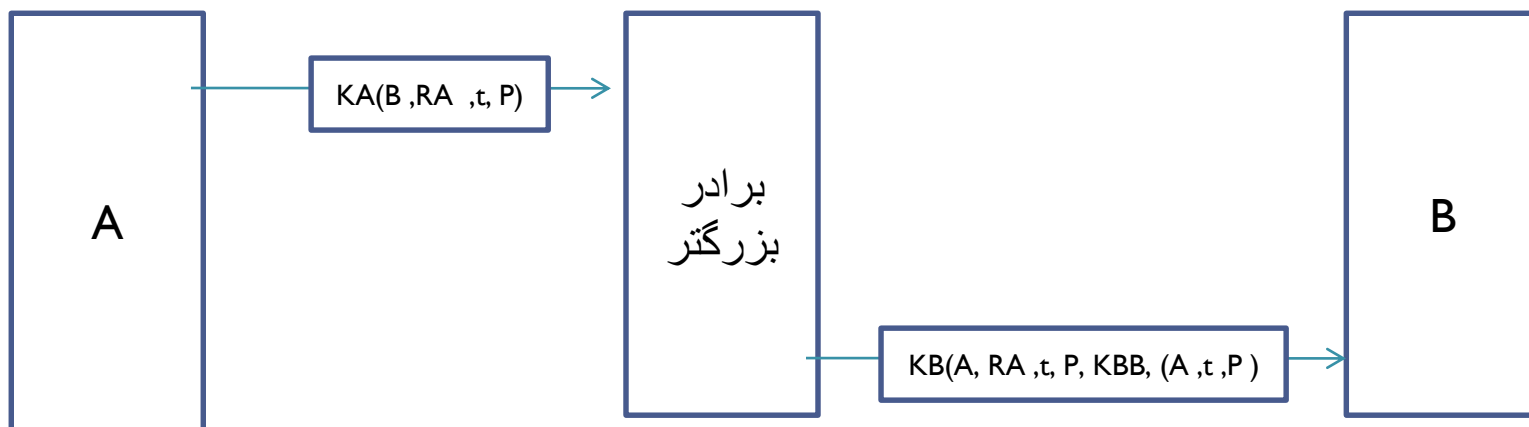 A
KA(B ,RA ,t, P)
برادر
بزرگتر
KB(A, RA ,t, P, KBB, (A ,t ,P )
B